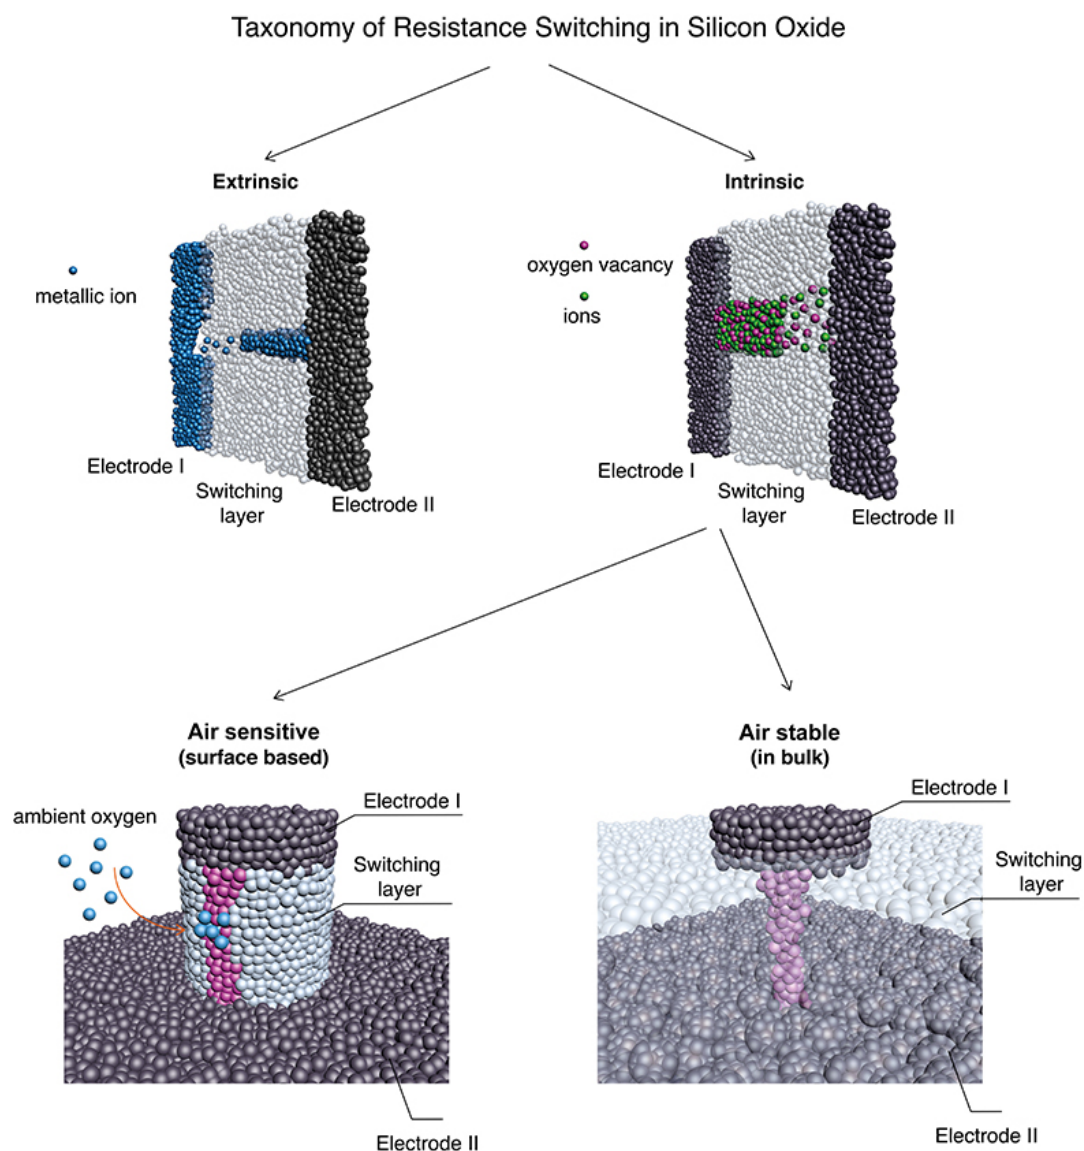 Taxonomy of Resistance Switching in Silicon Oxide
Extrinsic
metallic ion
Electrode I
Switching
layer
Electrode II
Intrinsic
oxygen vacancy
ions
Electrode I
Switching
layer
Electrode II
Air sensitive
(surface based)
ambient oxygen
Electrode I
Switching
layer
Electrode II
Air stable
(in bulk)
Electrode I
Switching
layer
Electrode II